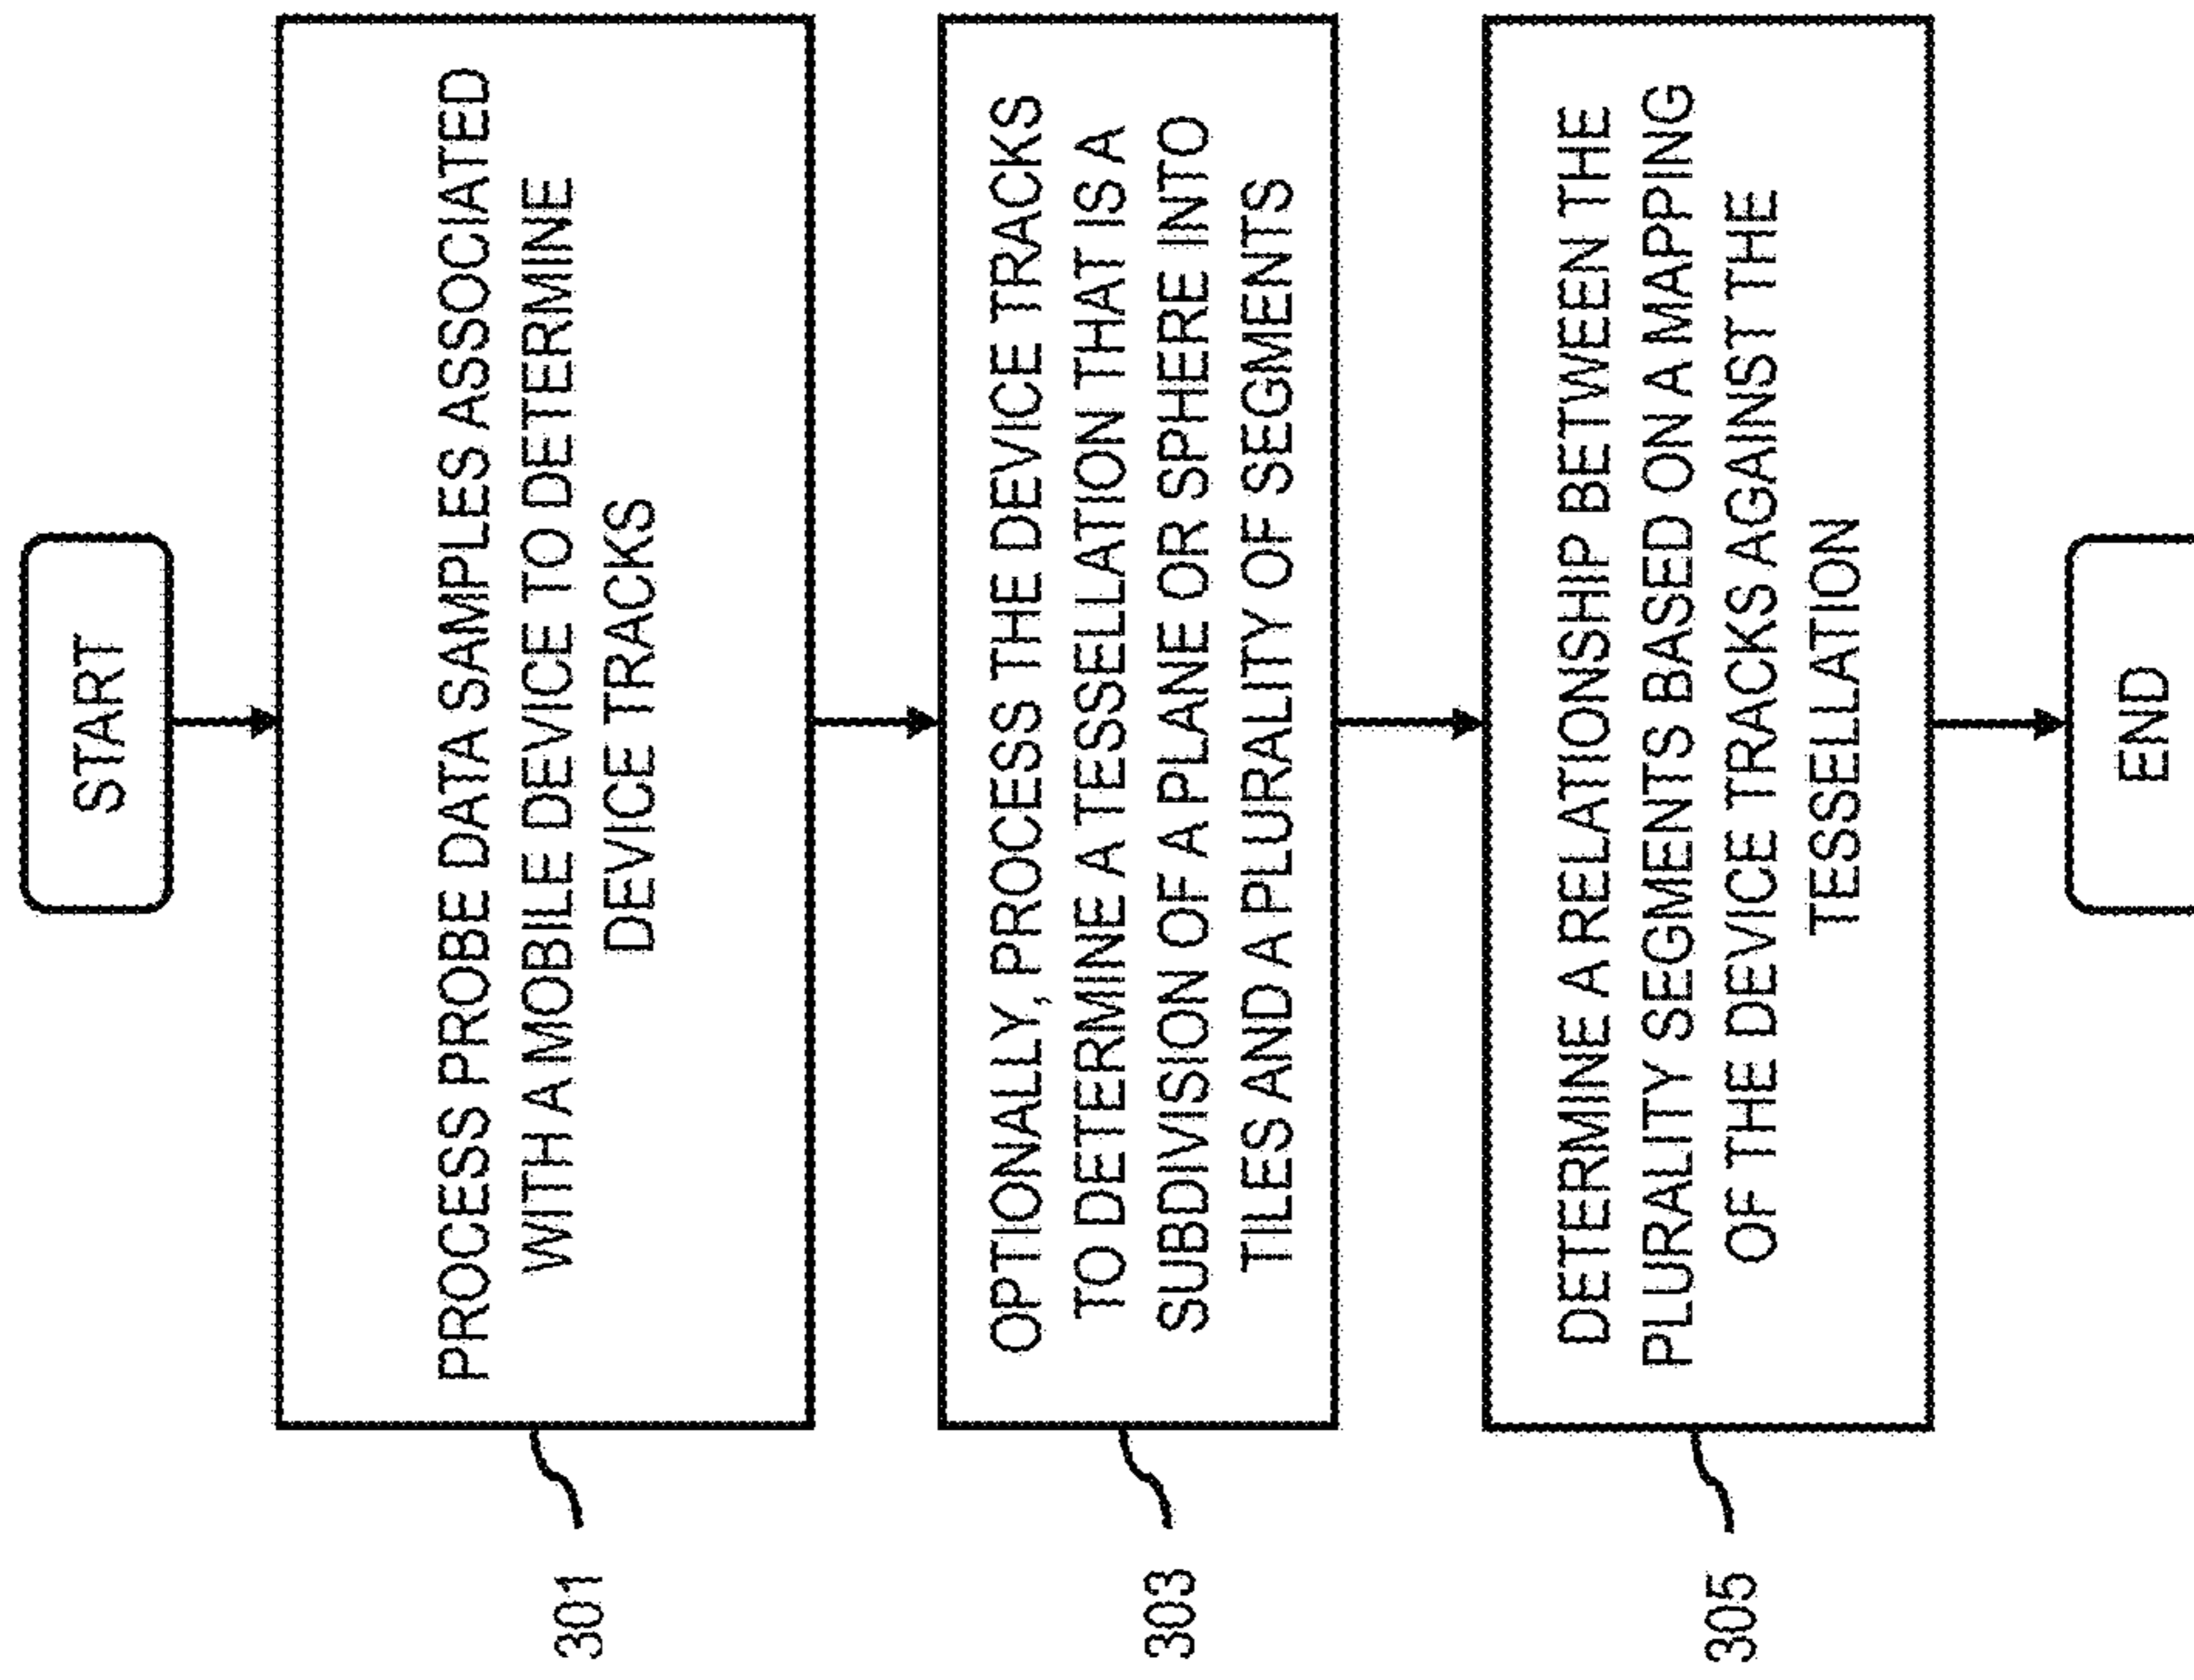 START
PROCESS PROBE DATA SAMPLES ASSOCIATED
WITH A MOBILE DEVICE TO DETERMINE
DEVICE TRACKS
301
OPTIONALLY, PROCESS THE DEVICE TRACKS
TO DETERMINE A TESSELLATION THAT IS A
SUBDIVISION OF A PLANE OR SPHERE INTO
TILES AND A PLURALITY OF SEGMENTS
303
DETERMINE A RELATIONSHIP BETWEEN THE
PLURALITY SEGMENTS BASED ON A MAPPING
OF THE DEVICE TRACKS AGAINST THE
TESSELLATION
305
END